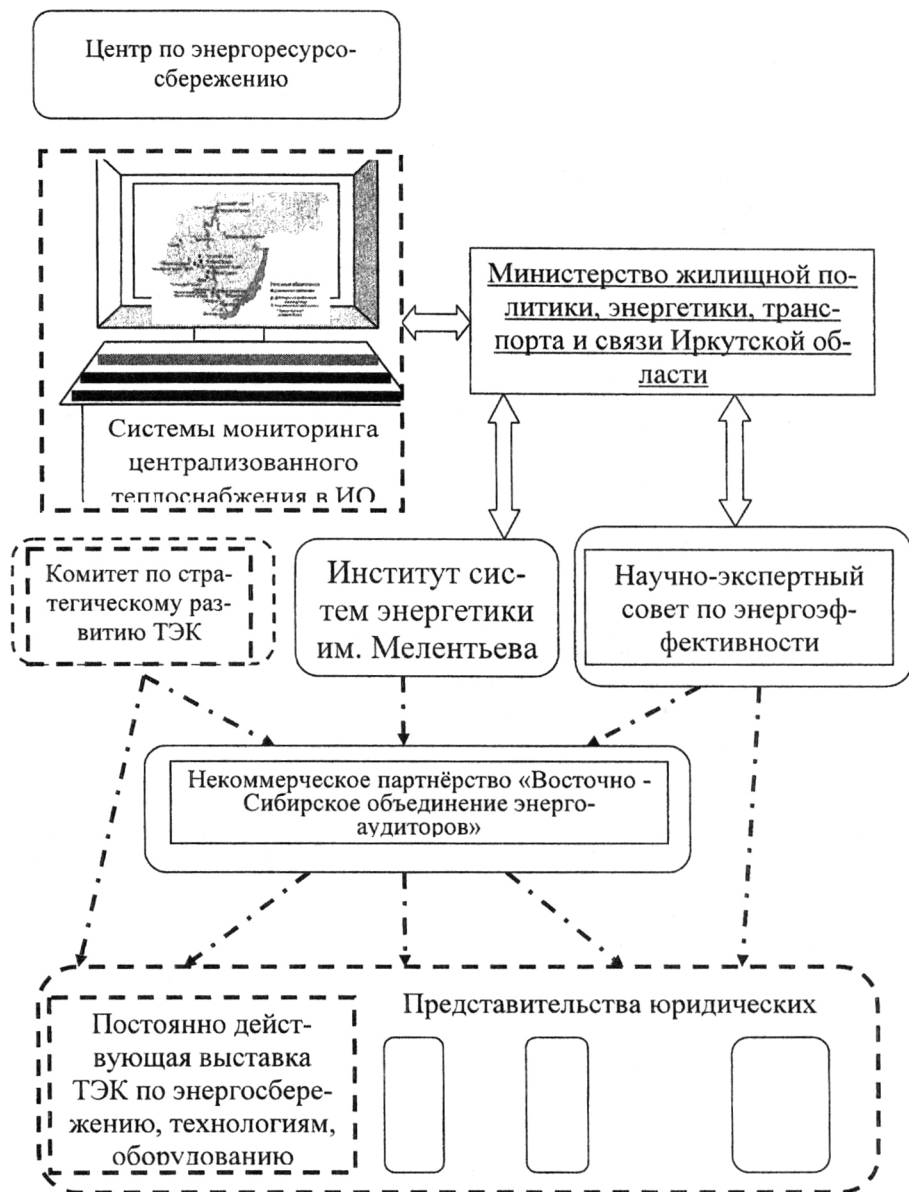 Центр по энергоресурсо-
сбережению
Министерство жилищной по-
литики, энергетики, транс-
порта и связи Иркутской об-
ласти
Системы мониторинга
централизованного
теплоснабжения в ИО
Комитет по стра-
тегическому раз-
витию ТЭК
Институт сис-
тем энергетики
им. Мелентьева
Научно-экспертный
совет по энергоэф-
фективности
Некоммерческое партнёрство «Восточно -
Сибирское объединение энерго-
аудиторов»
Постоянно дейст-
вующая выставка
ТЭК по энергосбере-
жению, технологиям,
оборудованию
Представительства юридических